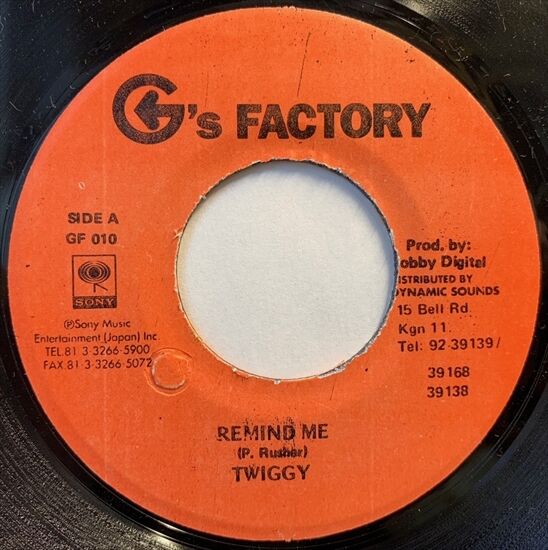 G's FACTORY
SIDE A
GF 010
SONY
℗Sony Music
Entertainment (Japan) Inc.
TEL.81 3-3266-5900
FAX.81 3-3266-5072
Prod. by:
obby Digital
ISTRIBUTED BY
DYNAMIC SOUNDS
15 Bell Rd.
Kgn 11.
Tel: 92-39139/
39168
39138
REMIND ME
(P. Rusher)
TWIGGY